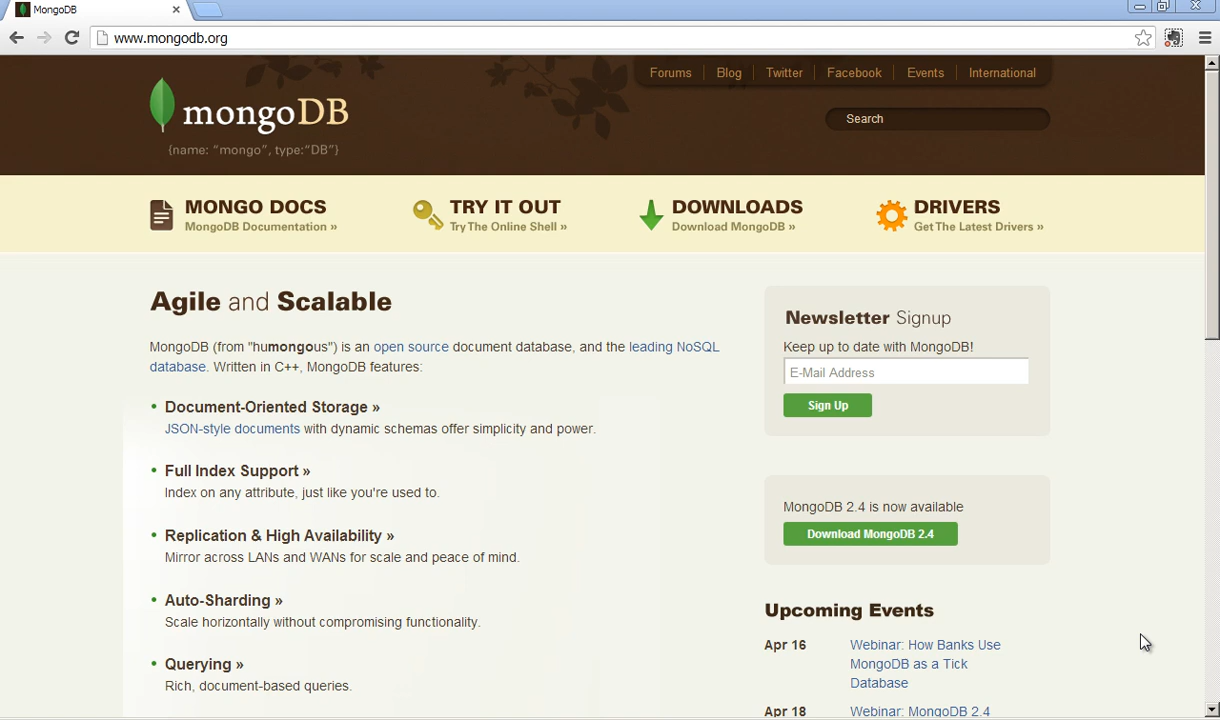 MongoDB
www.mongodb.org
Forums
Blog
Twitter
Facebook
Events
International
mongoDB
{name: “mongo”, type:”DB”}
Search
MONGO DOCS
MongoDB Documentation »
TRY IT OUT
Try The Online Shell »
DOWNLOADS
Download MongoDB »
DRIVERS
Get The Latest Drivers »
Agile and Scalable
MongoDB (from "humongous") is an open source document database, and the leading NoSQL
database. Written in C++, MongoDB features:
• Document-Oriented Storage »
JSON-style documents with dynamic schemas offer simplicity and power.
• Full Index Support »
Index on any attribute, just like you're used to.
• Replication & High Availability »
Mirror across LANs and WANs for scale and peace of mind.
• Auto-Sharding »
Scale horizontally without compromising functionality.
• Querying »
Rich, document-based queries.
Newsletter Signup
Keep up to date with MongoDB!
E-Mail Address
Sign Up
MongoDB 2.4 is now available
Download MongoDB 2.4
Upcoming Events
Apr 16 Webinar: How Banks Use
MongoDB as a Tick
Database
Apr 18 Webinar: MongoDB 2.4